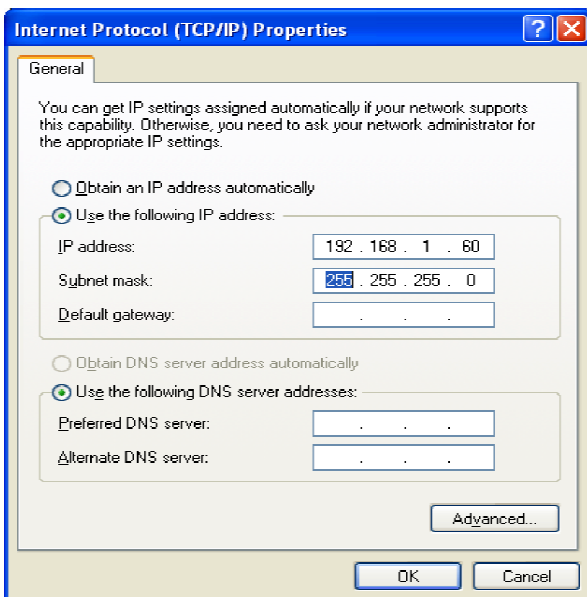 Internet Protocol (TCP/IP) Properties
General
You can get IP settings assigned automatically if your network supports
this capability. Otherwise, you need to ask your network administrator for
the appropriate IP settings.
Obtain an IP address automatically
Use the following IP address:
IP address: 192 . 168 . 1 . 60
Subnet mask: 255 . 255 . 255 . 0
Default gateway: . . .
Obtain DNS server address automatically
Use the following DNS server addresses:
Preferred DNS server: . . .
Alternate DNS server: . . .
Advanced...
OK Cancel